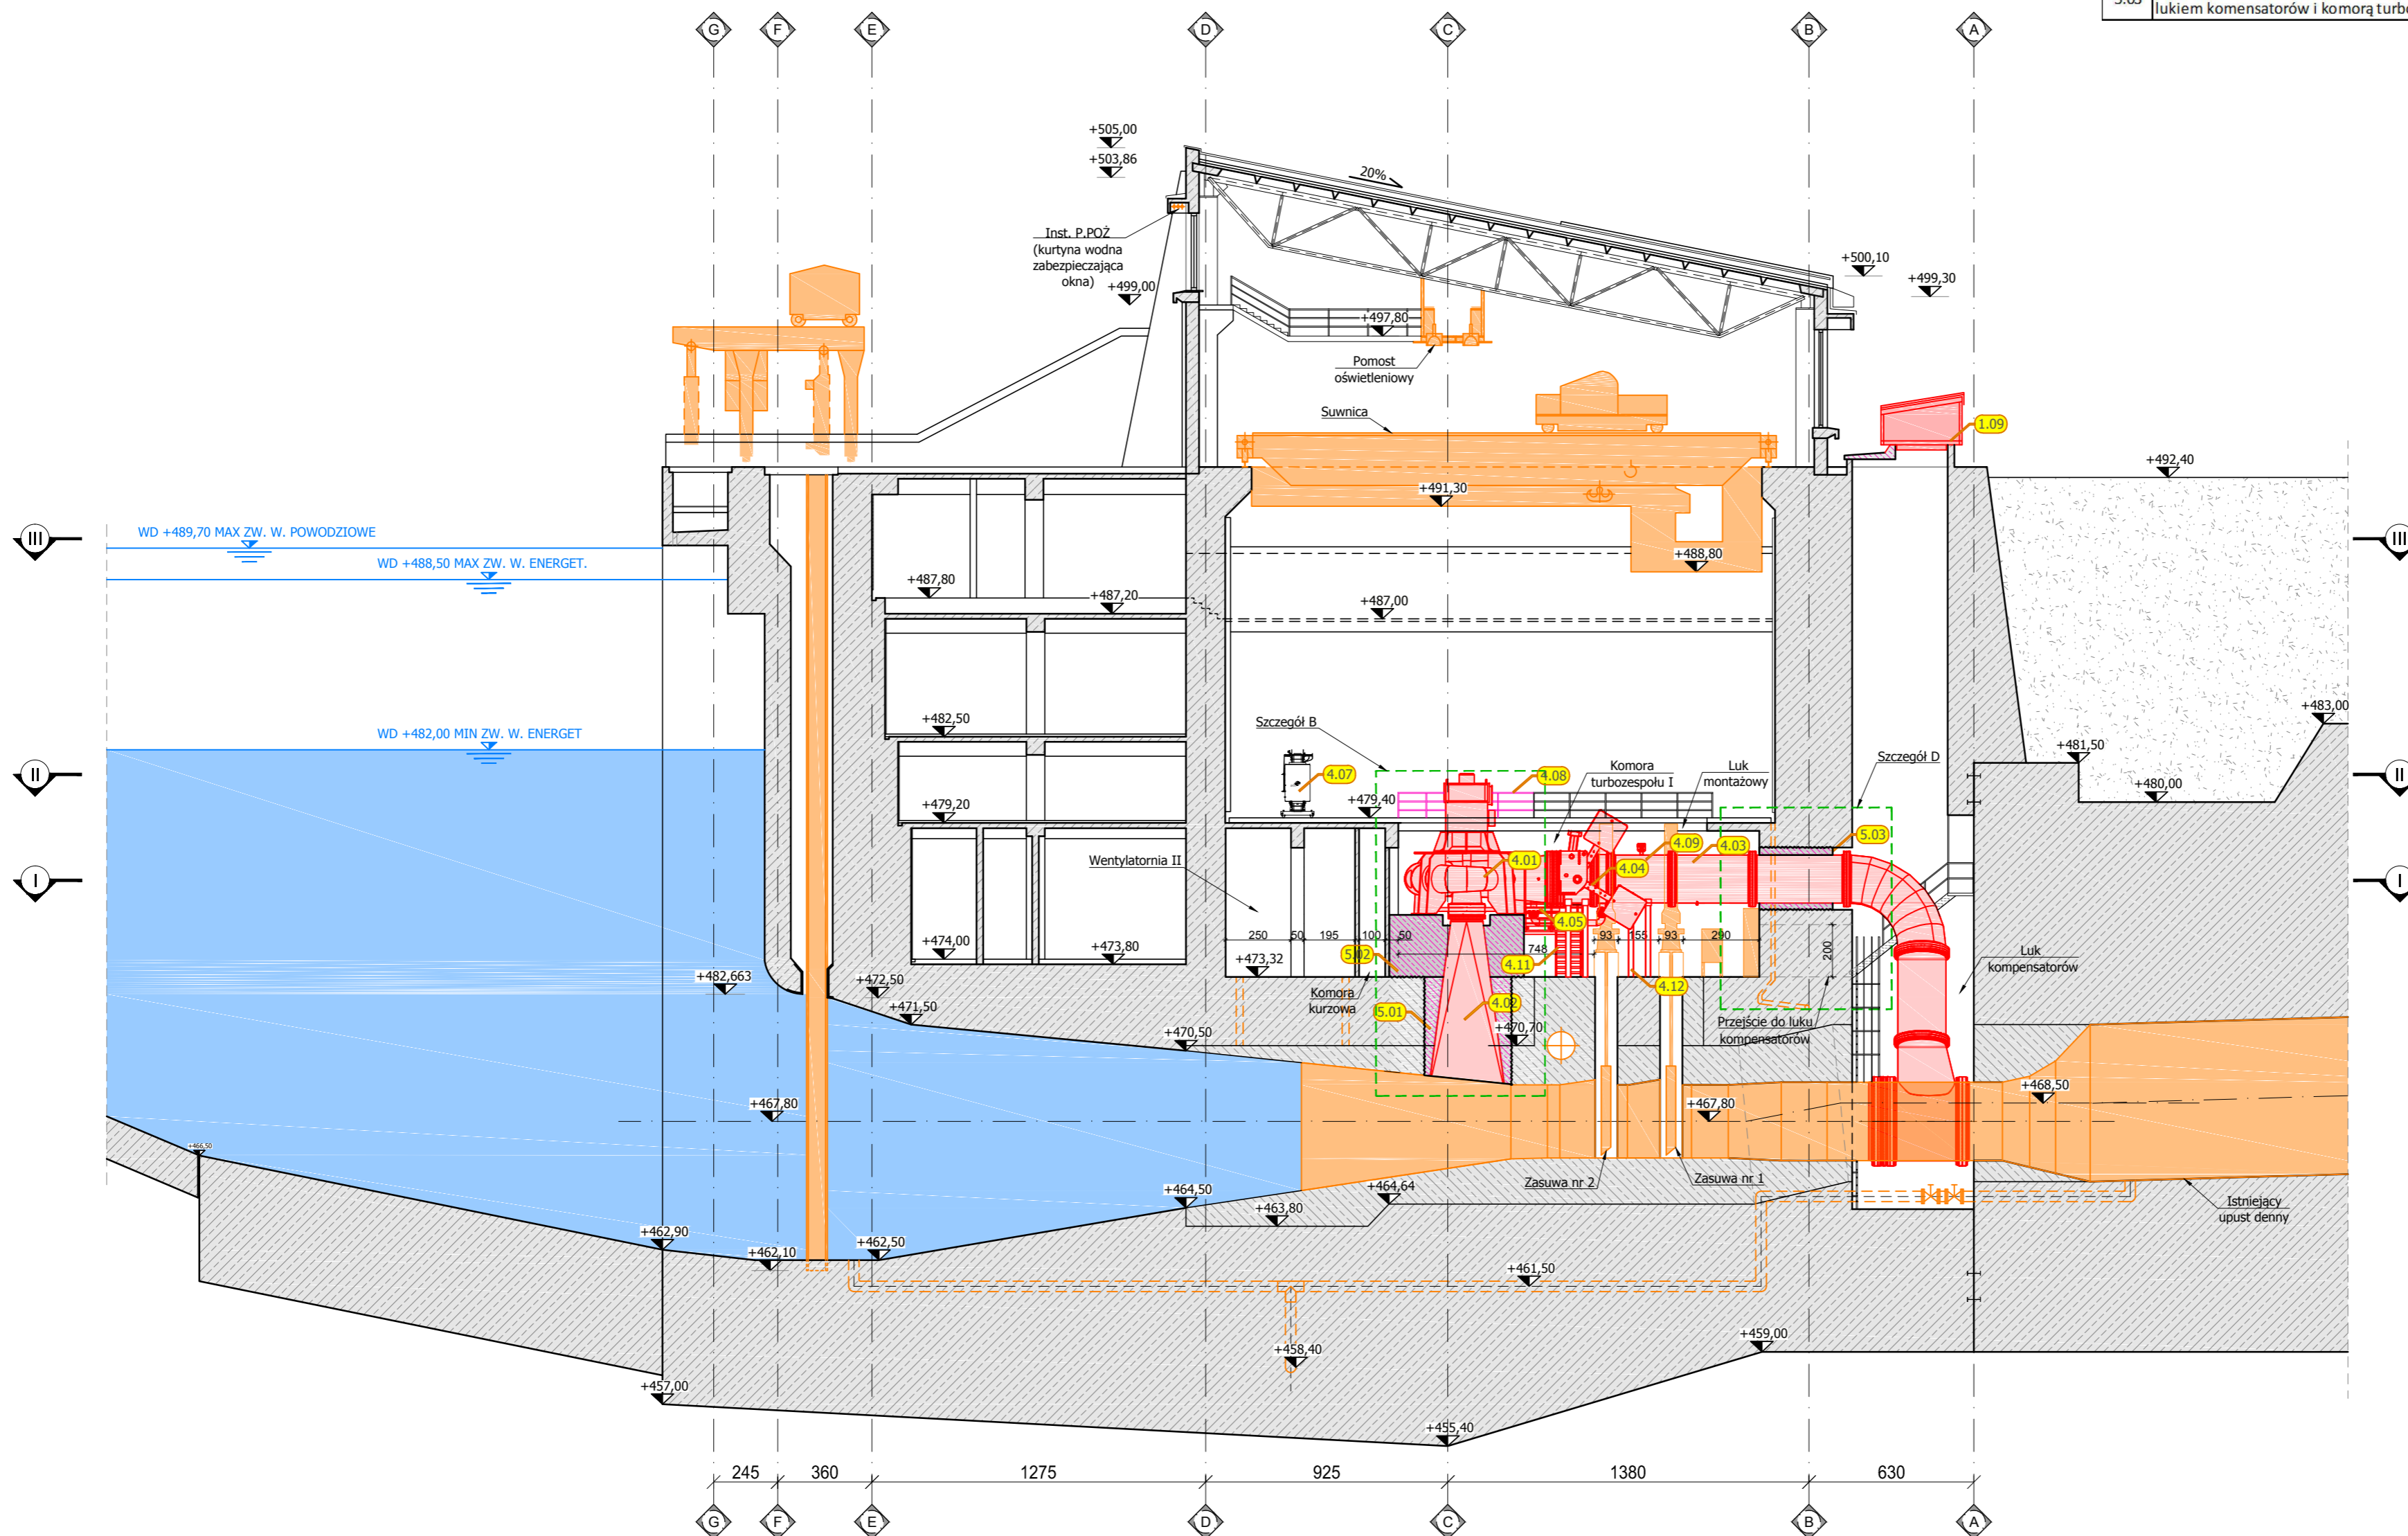 5.03
lukiem komensatorów i komorą turbo
G
F
E
D
C
B
A
+505,00
+503,86
20%
Inst. P.POŻ
(kurtyna wodna
zabezpieczająca
okna)
+499,00
+500,10
+499,30
+497,80
Pomost
oświetleniowy
Suwnica
1.09
+492,40
+491,30
III
WD +489,70 MAX ZW. W. POWODZIOWE
III
WD +488,50 MAX ZW. W. ENERGET.
+488,80
+487,80
+487,20
+487,00
+483,00
+482,50
Szczegół B
WD +482,00 MIN ZW. W. ENERGET
+481,50
Szczegół D
II
4.07
4.08
Komora
turbozespołu I
Luk
montażowy
II
+480,00
+479,40
+479,20
5.03
4.09
4.03
Wentylatornia II
4.01
4.04
I
I
4.05
250
50
195
100
50
748
93
155
93
290
200
+474,00
+473,80
5.02
4.11
+473,32
Luk
kompensatorów
+482,663
+472,50
Komora
kurzowa
4.12
+471,50
5.01
4.02
+470,70
Przejście do luku
kompensatorów
+470,50
+468,50
+467,80
+467,80
+466,50
Zasuwa nr 2
Zasuwa nr 1
+464,64
+464,50
+463,80
Istniejący
upust denny
+462,90
+462,10
+462,50
+461,50
+459,00
+458,40
+457,00
+455,40
245
360
1275
925
1380
630
G
F
E
D
C
B
A